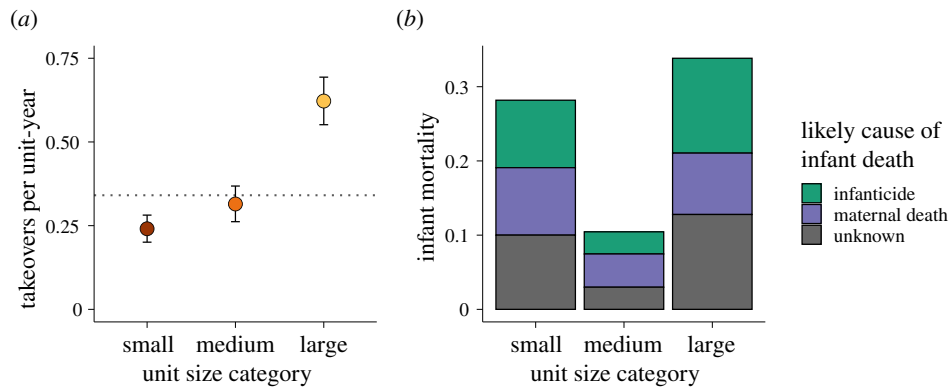 (a)
0.75
0.50
0.25
0
takeovers per unit-year
small medium large
unit size category
(b)
0.3
0.2
0.1
0
infant mortality
small medium large
unit size category
likely cause of
infant death
infanticide
maternal death
unknown